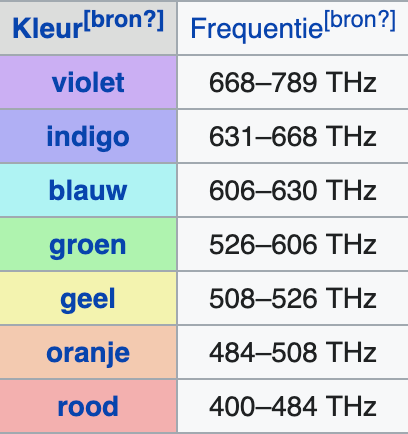 Kleur[bron?] Frequentie[bron?]
violet 668–789 THz
indigo 631–668 THz
blauw 606–630 THz
groen 526–606 THz
geel 508–526 THz
oranje 484–508 THz
rood 400–484 THz